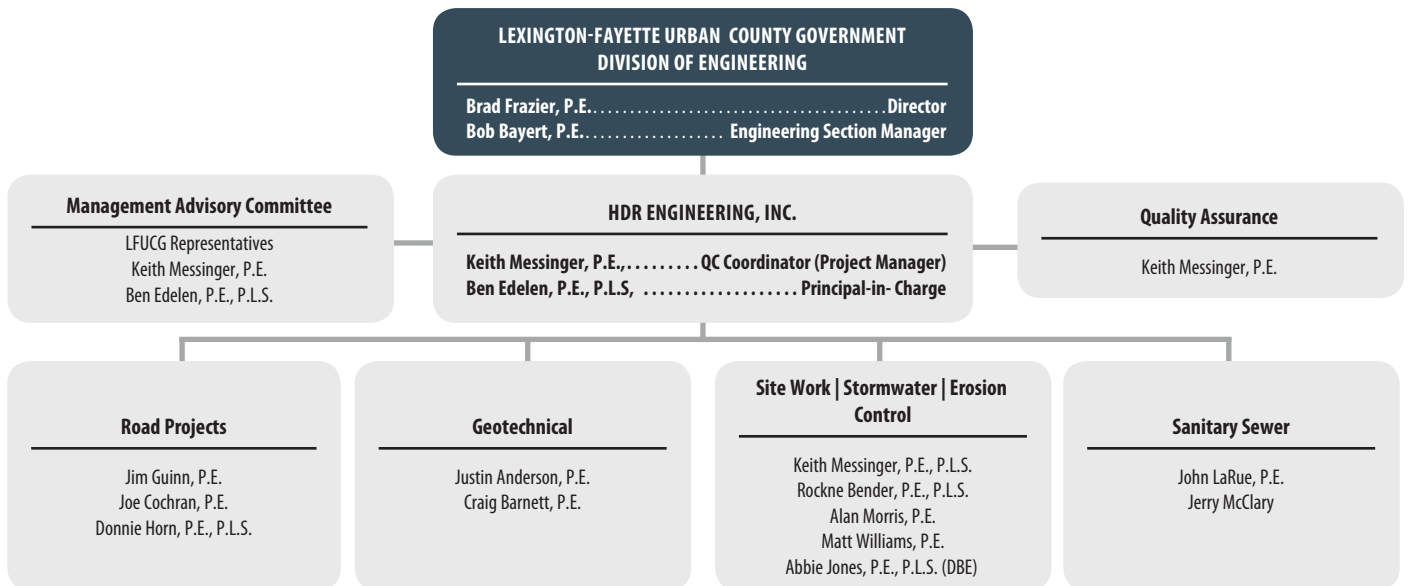 LEXINGTON-FAYETTE URBAN COUNTY GOVERNMENT
DIVISION OF ENGINEERING
Brad Frazier, P.E. . . . . . . . . . . . . . . . . . . . . . . . . . . . . . . . . . . . . . . Director
Bob Bayert, P.E. . . . . . . . . . . . . . . . . . . . Engineering Section Manager
Management Advisory Committee
LFUCG Representatives
Keith Messinger, P.E.
Ben Edelen, P.E., P.L.S.
HDR ENGINEERING, INC.
Keith Messinger, P.E., . . . . . . . . . QC Coordinator (Project Manager)
Ben Edelen, P.E., P.L.S, . . . . . . . . . . . . . . . . . . . Principal-in- Charge
Quality Assurance
Keith Messinger, P.E.
Road Projects
Jim Guinn, P.E.
Joe Cochran, P.E.
Donnie Horn, P.E., P.L.S.
Geotechnical
Justin Anderson, P.E.
Craig Barnett, P.E.
Site Work | Stormwater | Erosion
Control
Keith Messinger, P.E., P.L.S.
Rockne Bender, P.E., P.L.S.
Alan Morris, P.E.
Matt Williams, P.E.
Abbie Jones, P.E., P.L.S. (DBE)
Sanitary Sewer
John LaRue, P.E.
Jerry McClary